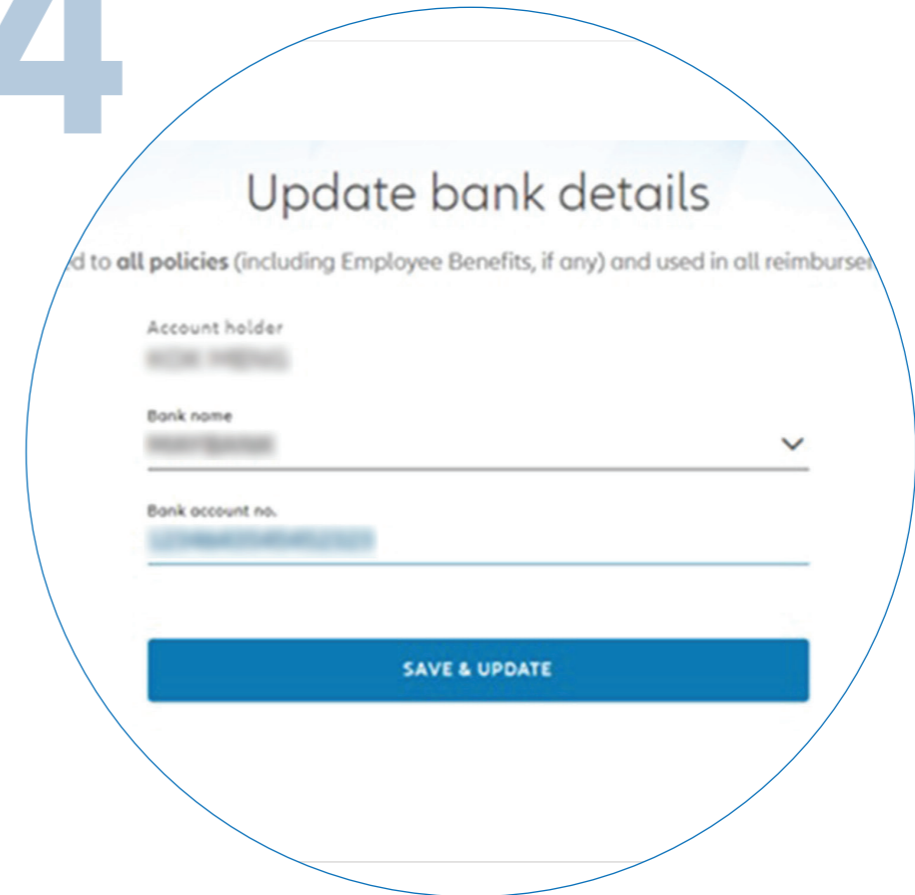 4
Update bank details
d to all policies (including Employee Benefits, if any) and used in all reimburse
Account holder
Bank name
Bank account no.
SAVE & UPDATE